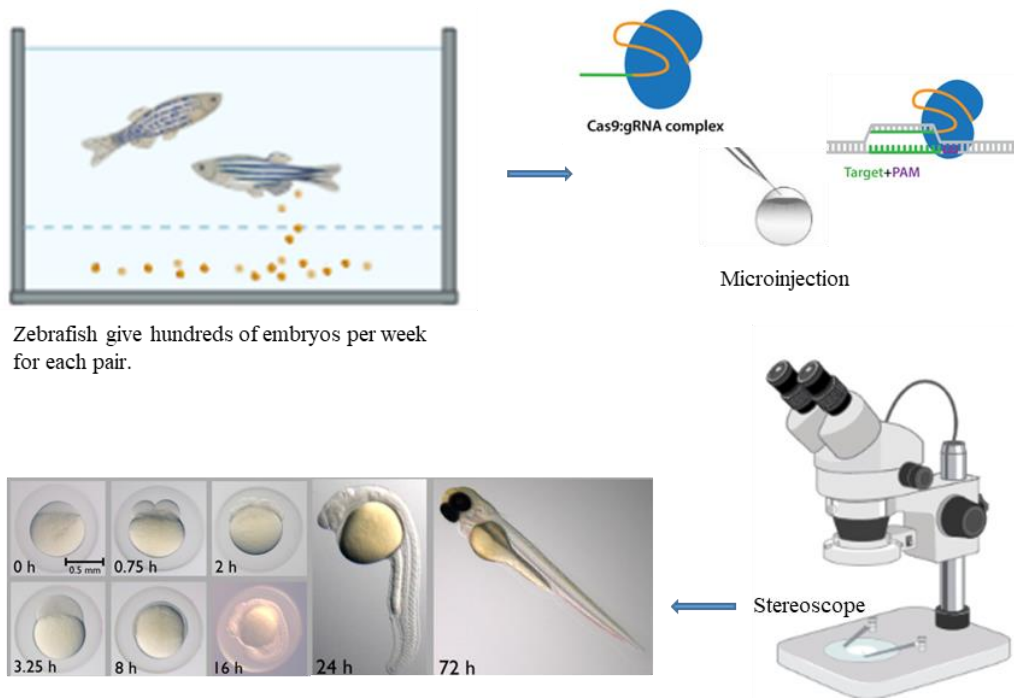 Cas9:gRNA complex
Target+PAM
Microinjection
Zebrafish give hundreds of embryos per week
for each pair.
Stereoscope
E
0 h
0.5 mm
0.75 h
2 h
3.25 h
8 h
16 h
24 h
72 h